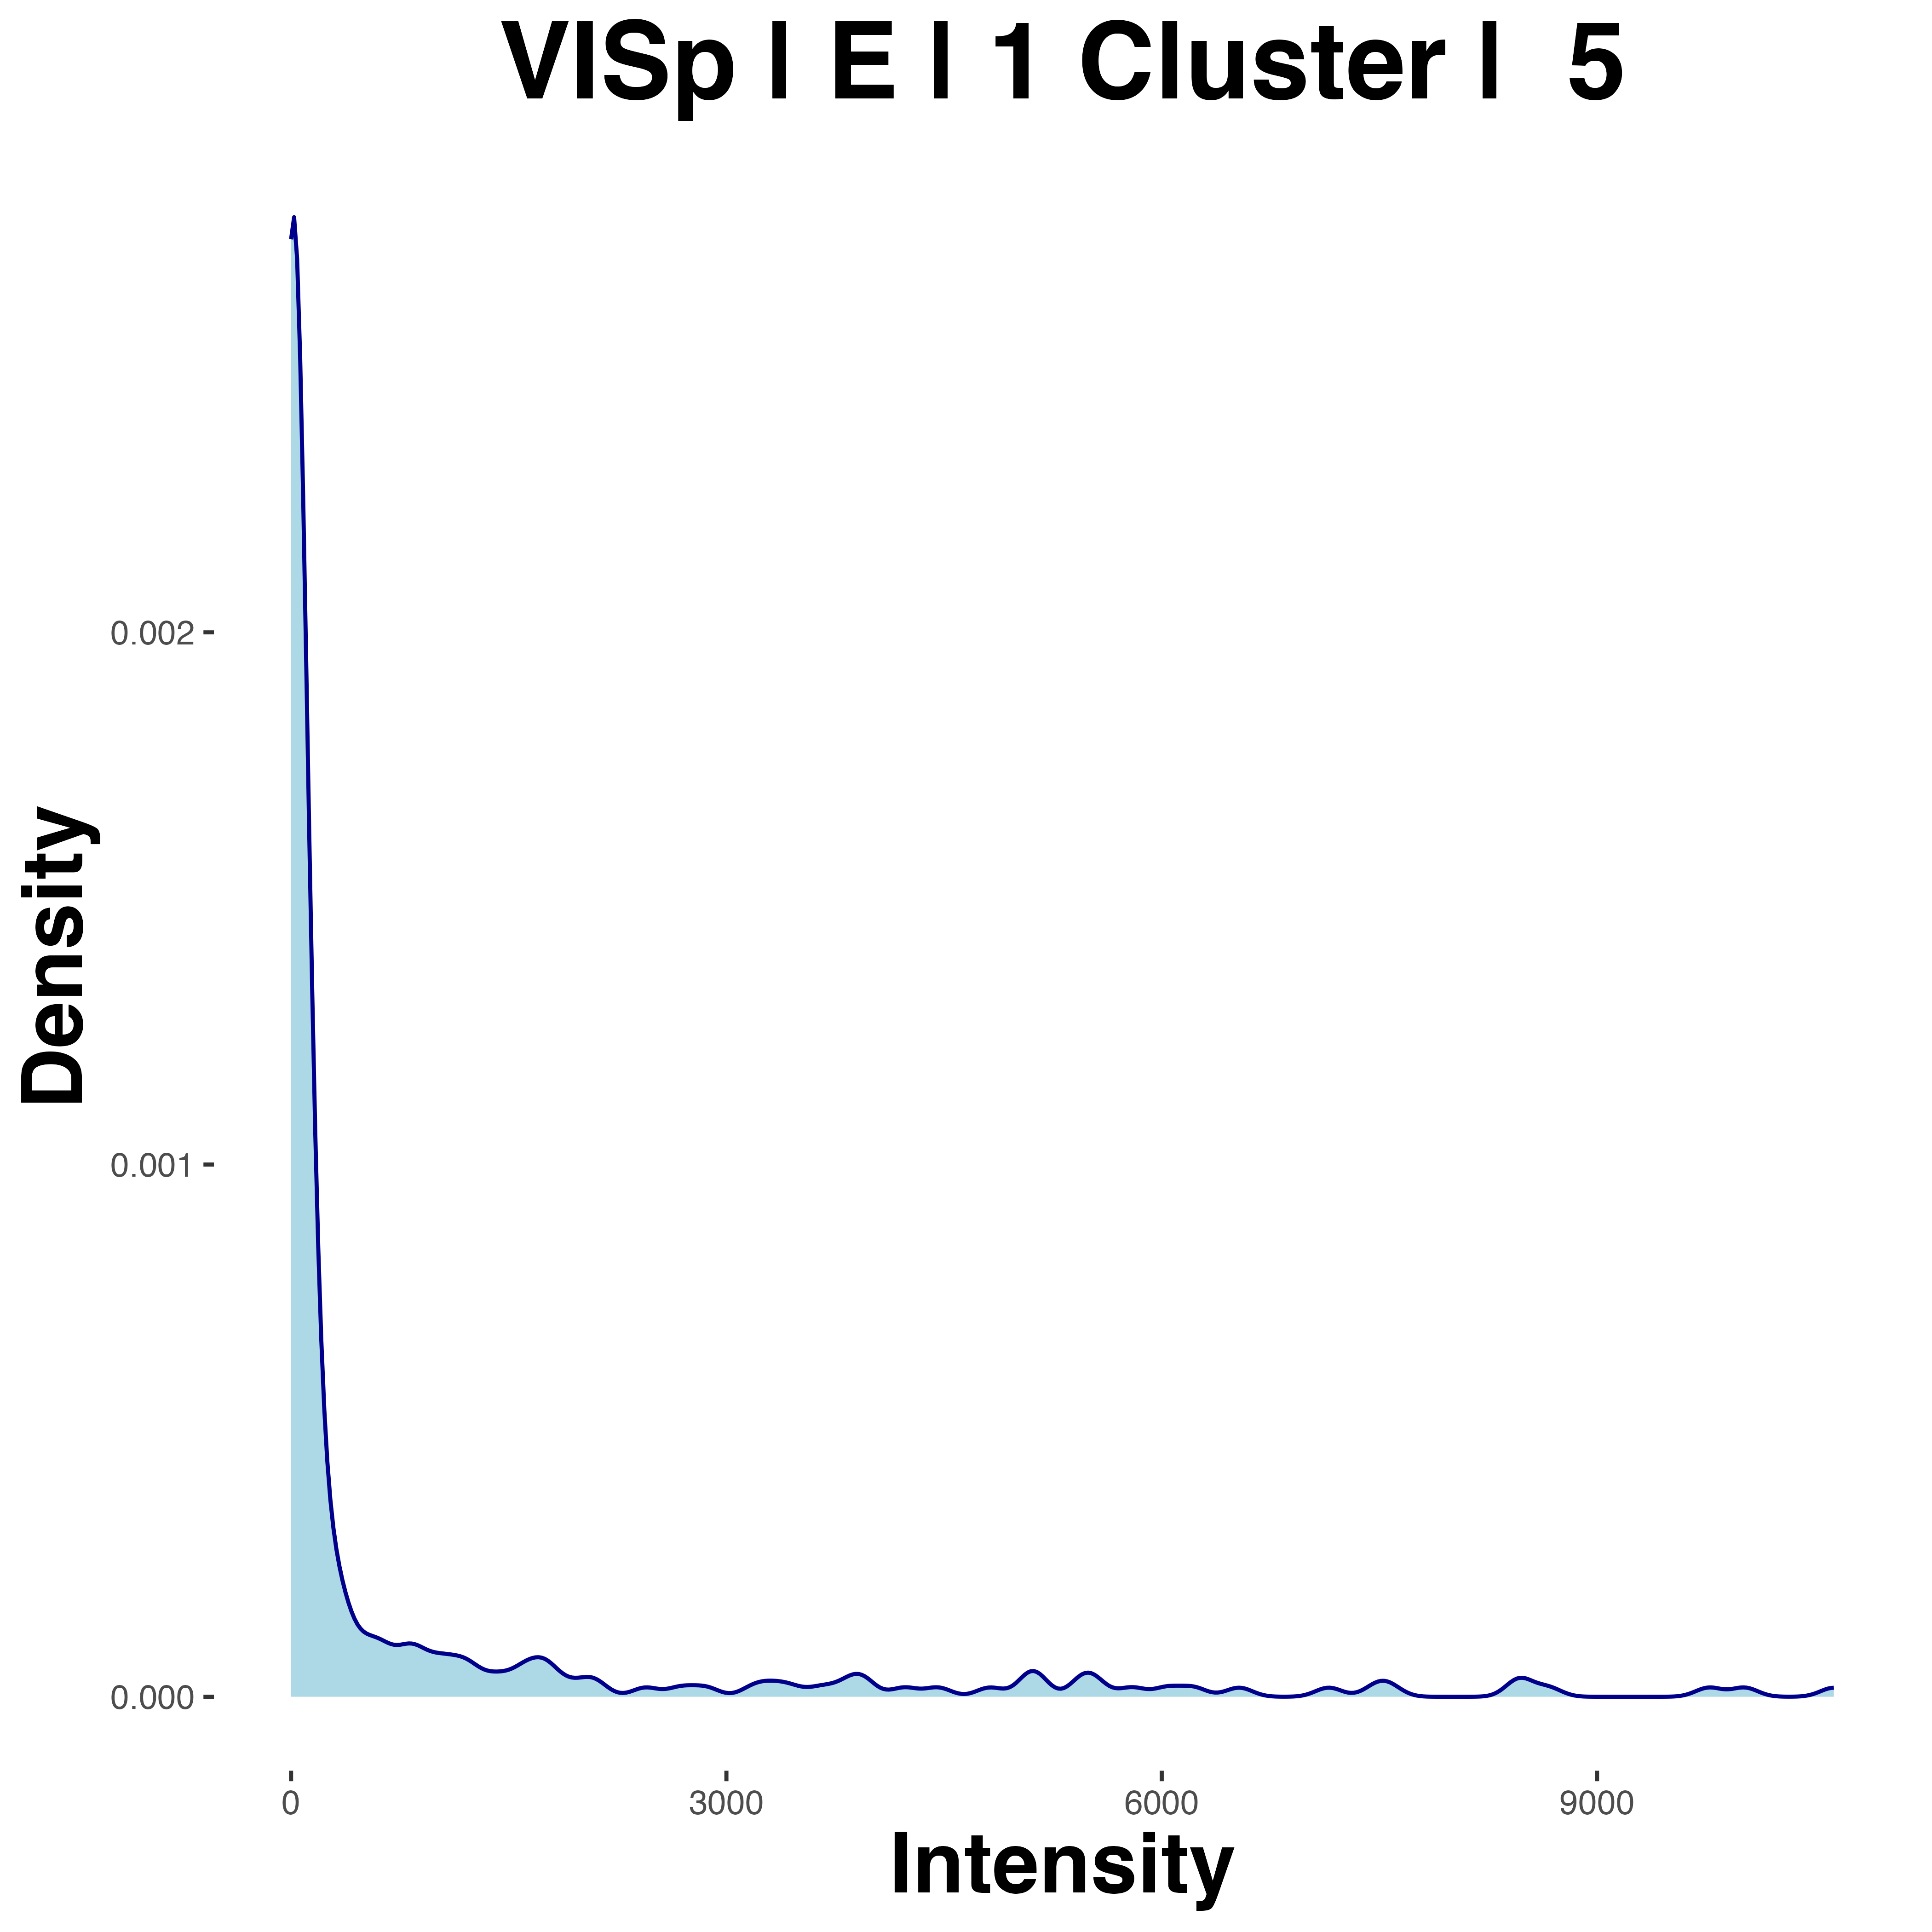 VISp | E | 1 Cluster | 5
Density
0.002
0.001
0.000
0 3000 6000 9000
Intensity